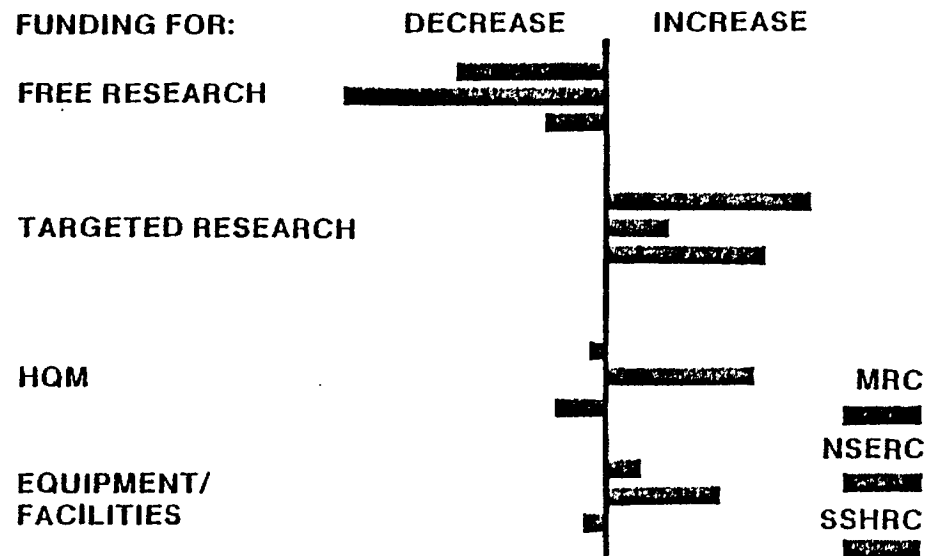 FUNDING FOR: DECREASE INCREASE
FREE RESEARCH
TARGETED RESEARCH
HQM
MRC
NSERC
EQUIPMENT/
FACILITIES
SSHRC